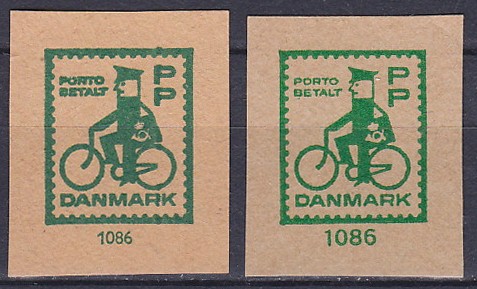 PORTO
BETALT
PP
DANMARK
1086
PORTO
BETALT
PP
DANMARK
1086